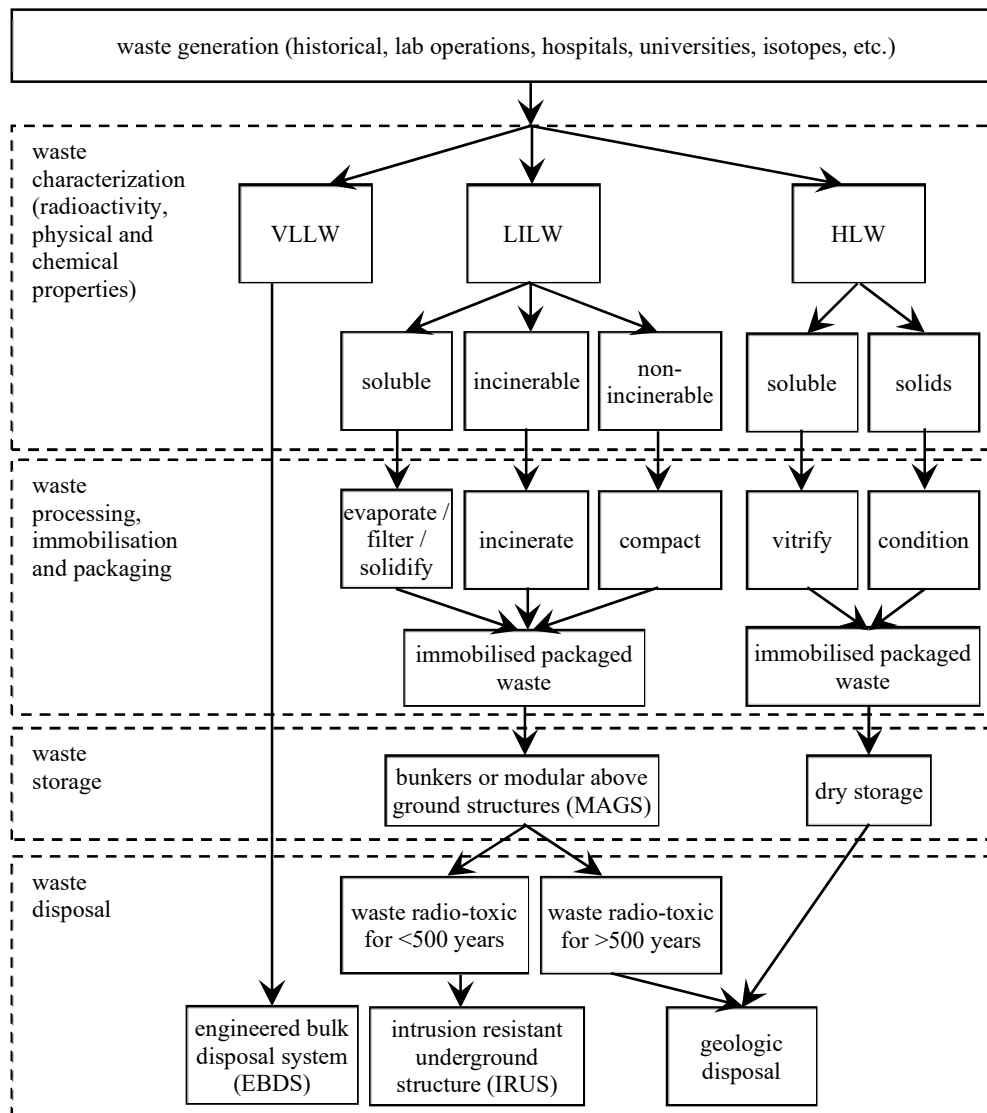 waste generation (historical, lab operations, hospitals, universities, isotopes, etc.)
waste
characterization
(radioactivity,
physical and
chemical
properties)
VLLW
LILW
HLW
soluble
incinerable
non-
incinerable
soluble
solids
waste
processing,
immobilisation
and packaging
evaporate /
filter /
solidify
incinerate
compact
vitrify
condition
immobilised packaged
waste
immobilised packaged
waste
waste
storage
bunkers or modular above
ground structures (MAGS)
dry storage
waste
disposal
waste radio-toxic
for <500 years
waste radio-toxic
for >500 years
engineered bulk
disposal system
(EBDS)
intrusion resistant
underground
structure (IRUS)
geologic
disposal